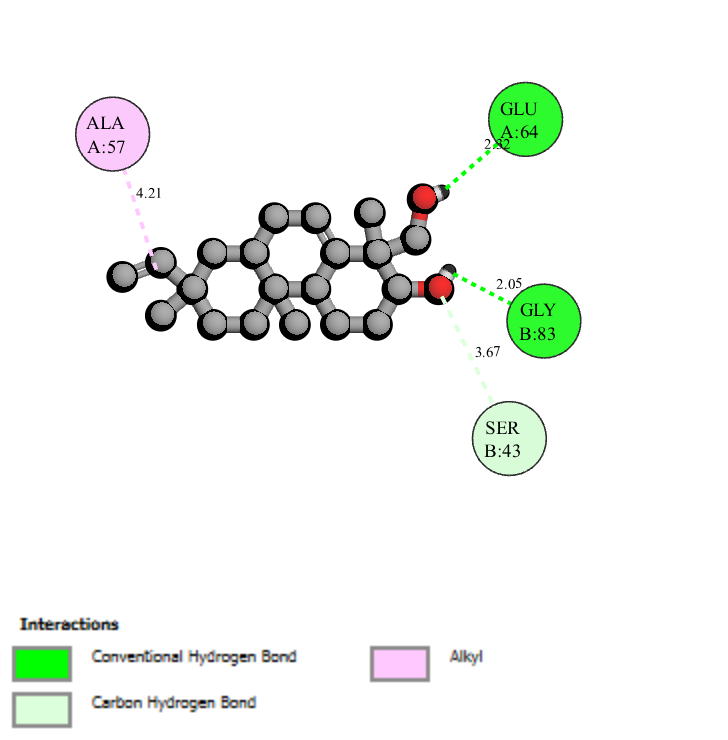 GLU
A:64
2.32
ALA
A:57
4.21
2.05
GLY
B:83
3.67
SER
B:43
Interactions
Conventional Hydrogen Bond
Alkyl
Carbon Hydrogen Bond